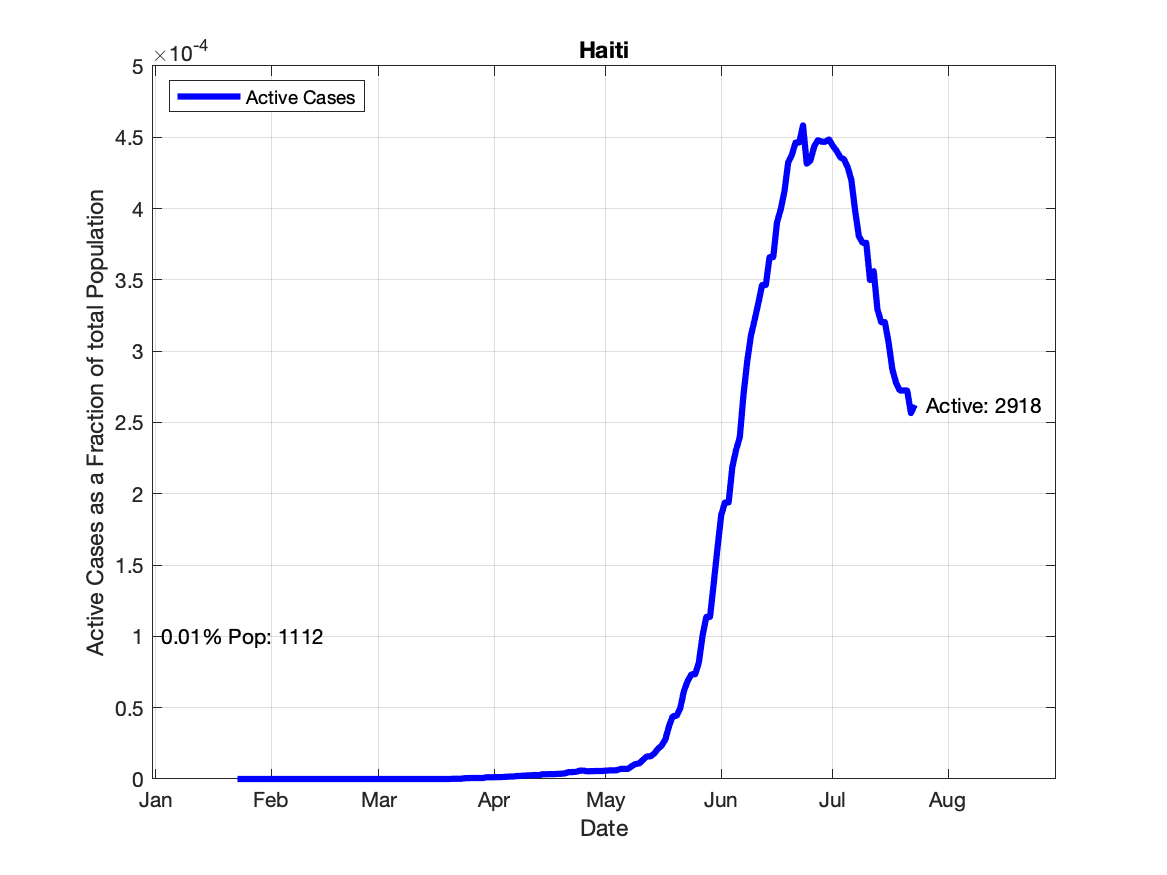 Haiti
×10-4
Active Cases
5
4.5
4
3.5
3
2.5
2
1.5
1
0.5
0
Active Cases as a Fraction of total Population
Active: 2918
0.01% Pop: 1112
Jan Feb Mar Apr May Jun Jul Aug
Date